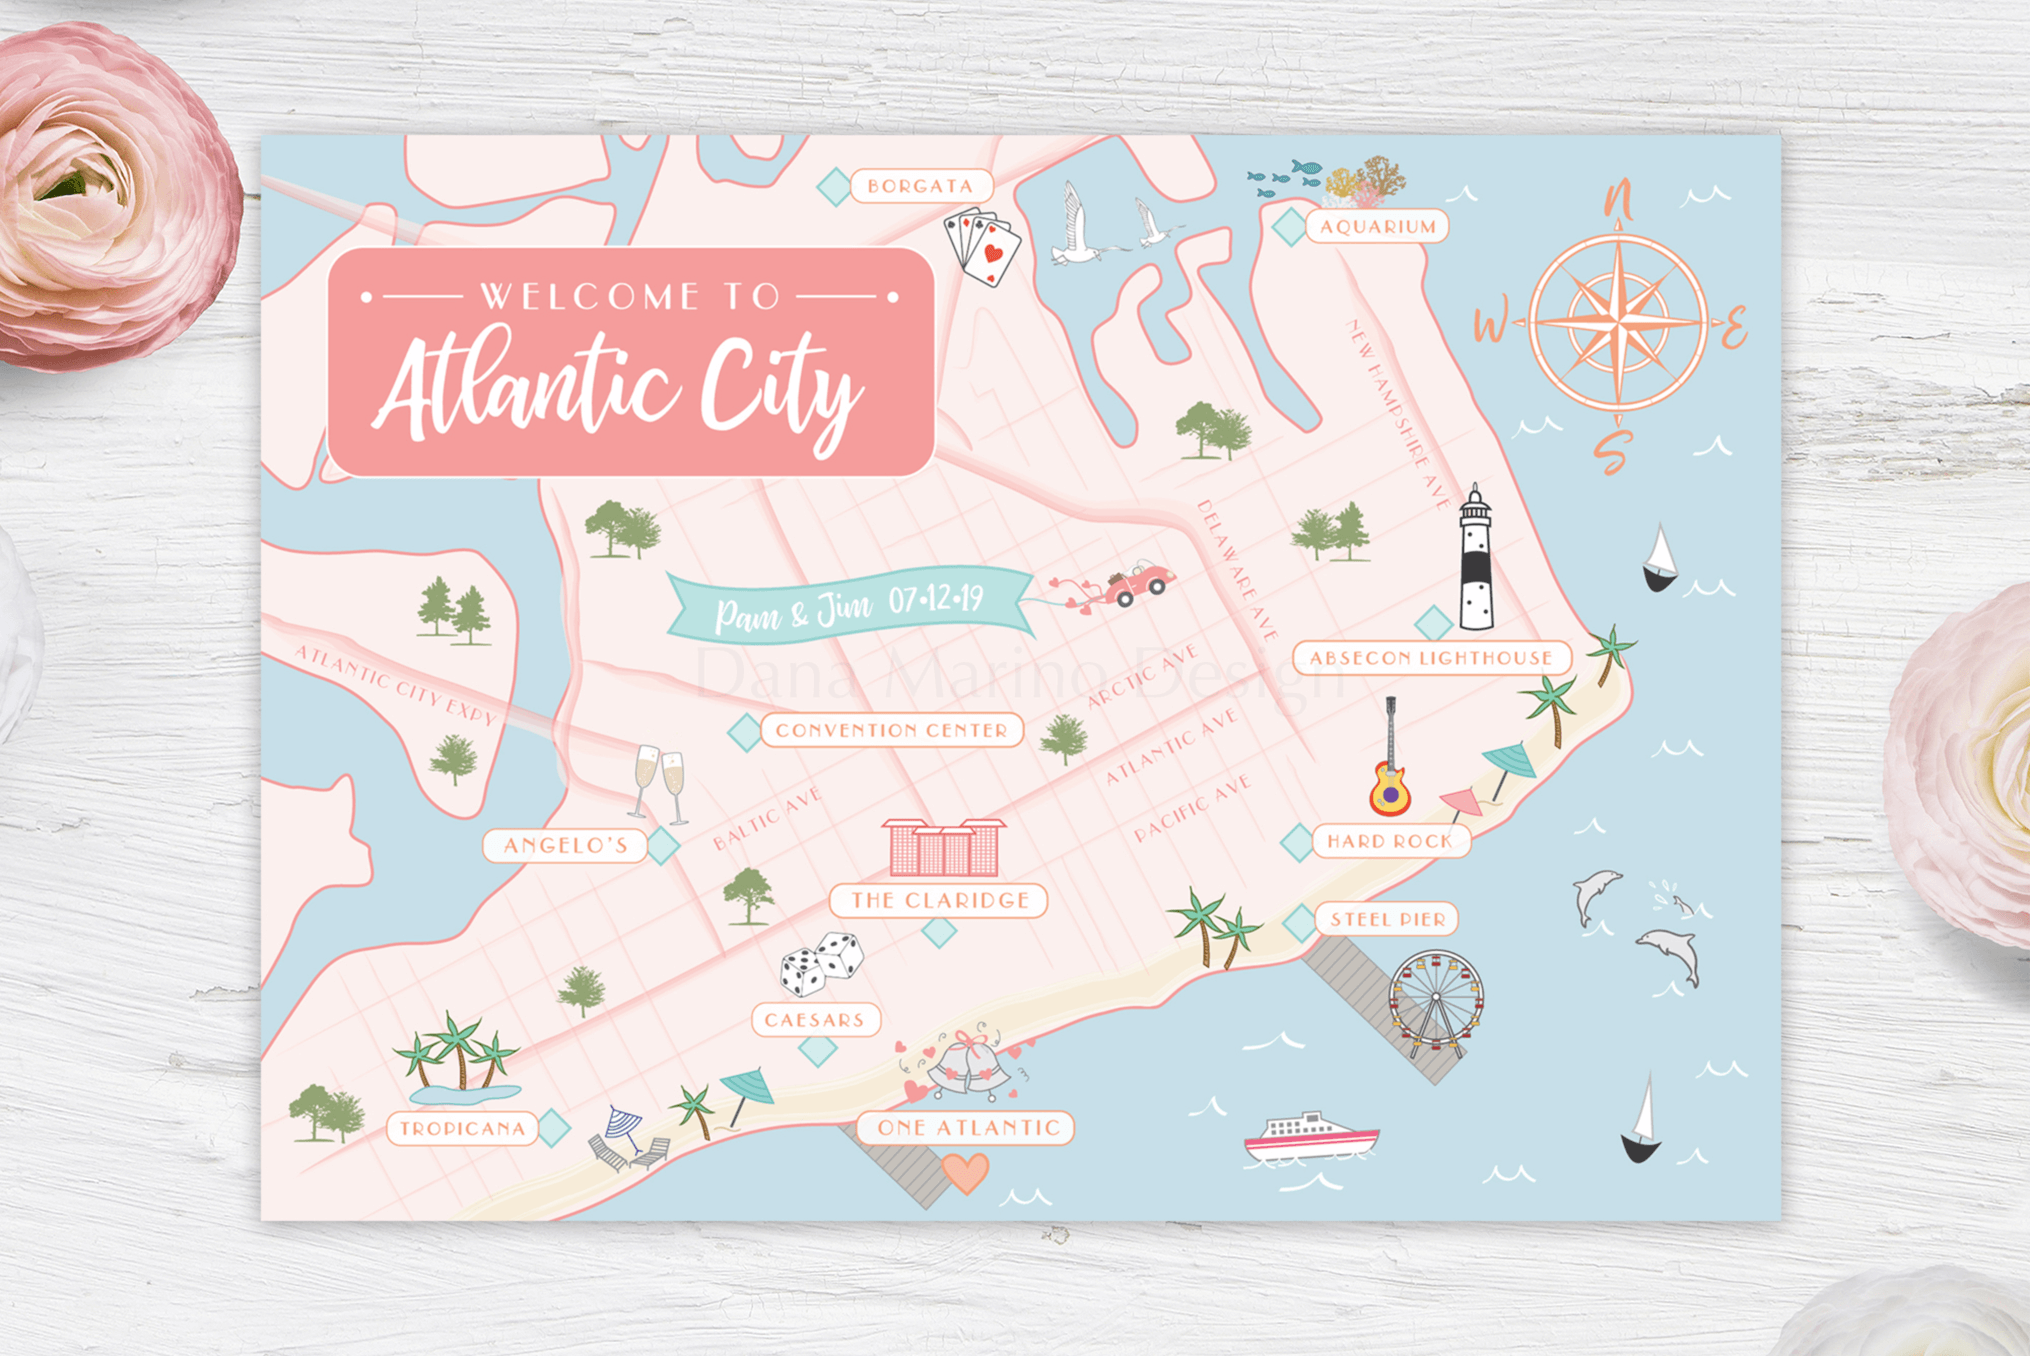 WELCOME TO
Atlantic City
BORGATA
AQUARIUM
N
W
E
S
NEW HAMPSHIRE AVE
DELAWARE AVE
Pam & Jim 07•12•19
Dana Marino Design
ABSECON LIGHTHOUSE
ATLANTIC CITY EXPY
ARCTIC AVE
CONVENTION CENTER
ATLANTIC AVE
PACIFIC AVE
BALTIC AVE
ANGELO'S
HARD ROCK
THE CLARIDGE
STEEL PIER
CAESARS
TROPICANA
ONE ATLANTIC